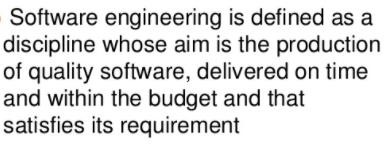 Software engineering is defined as a
discipline whose aim is the production
of quality software, delivered on time
and within the budget and that
satisfies its requirement